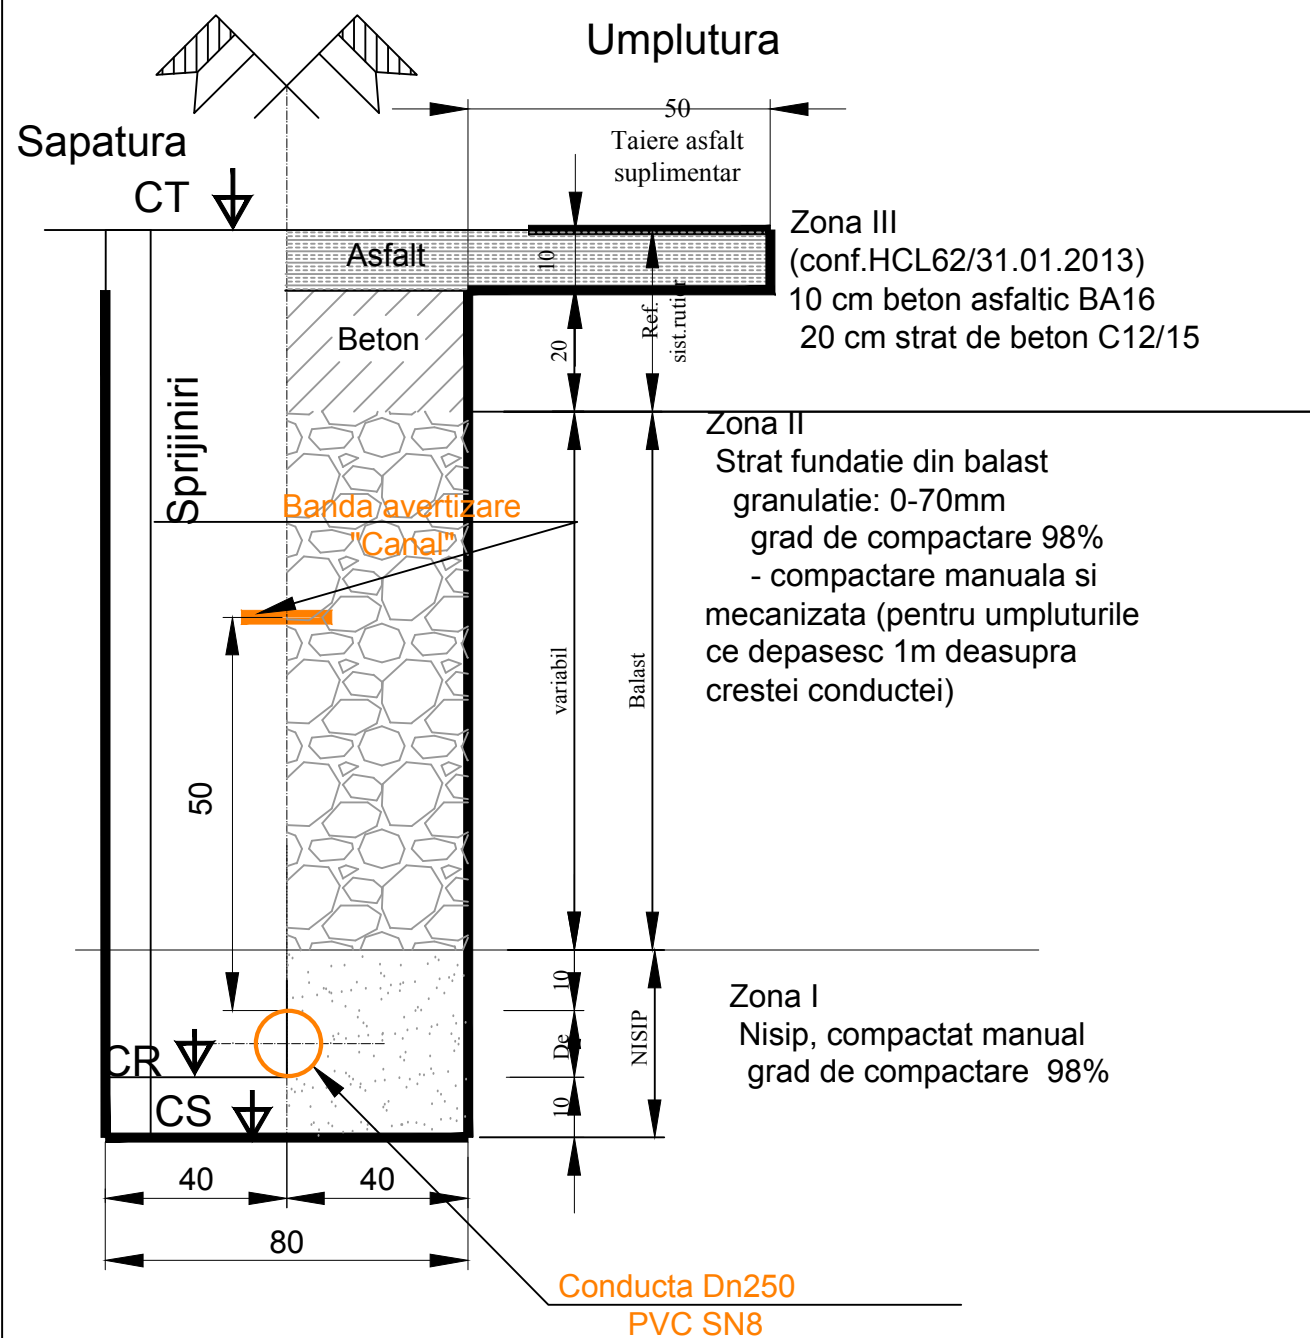 Umplutura
50
Taiere asfalt
suplimentar
Sapatura
CT
Asfalt
10
Ref.
sist.rutier
Zona III
(conf.HCL62/31.01.2013)
10 cm beton asfaltic BA16
20 cm strat de beton C12/15
Beton
20
Sprijiniri
Zona II
Strat fundatie din balast
granulatie: 0-70mm
grad de compactare 98%
- compactare manuala si
mecanizata (pentru umpluturile
ce depasesc 1m deasupra
crestei conductei)
Banda avertizare
"Canal"
variabil
Balast
50
10
De
10
NISIP
Zona I
Nisip, compactat manual
grad de compactare 98%
CR
CS
40
40
80
Conducta Dn250
PVC SN8